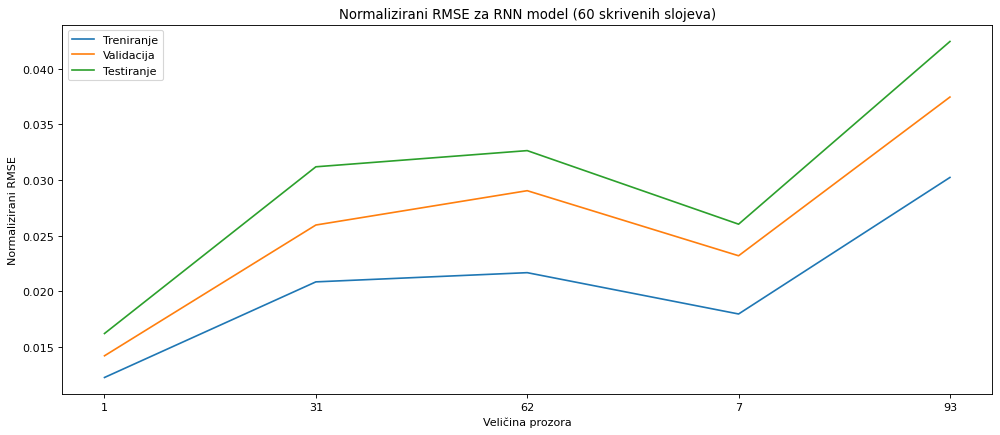 Normalizirani RMSE za RNN model (60 skrivenih slojeva)
Treniranje
Validacija
Testiranje
Normalizirani RMSE
0.040
0.035
0.030
0.025
0.020
0.015
1 31 62 7 93
Veličina prozora